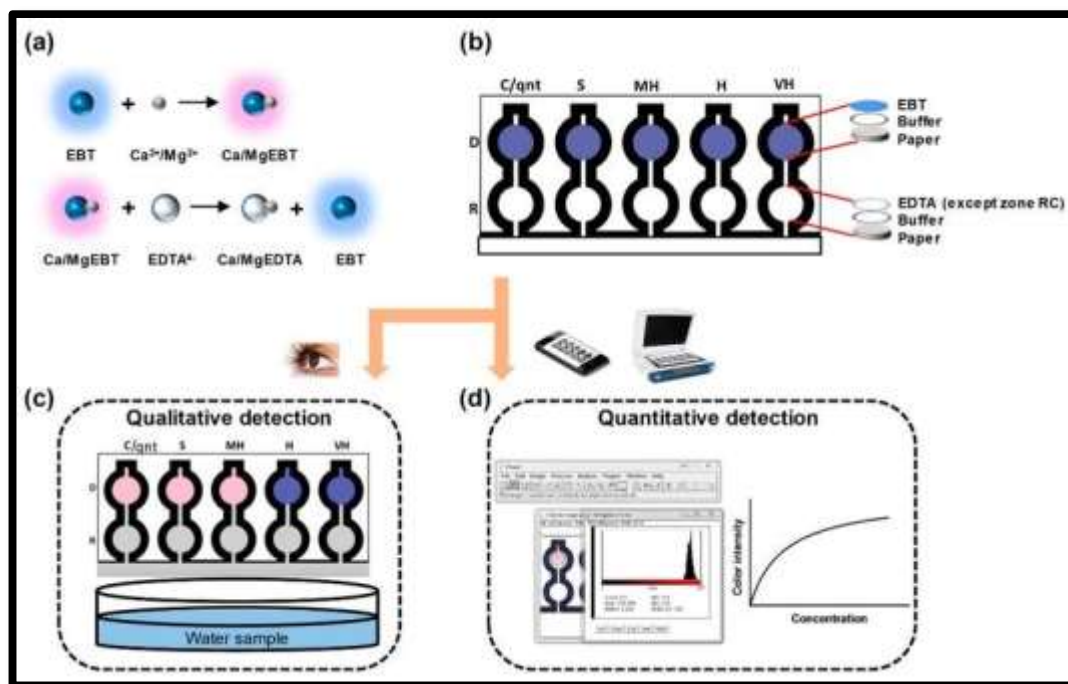 (a)
EBT + Ca²⁺/Mg²⁺ Ca/MgEBT
+
Ca/MgEBT EDTA⁴⁻ Ca/MgEDTA + EBT
(b)
C/qnt S MH H VH
D
R
EBT
Buffer
Paper
EDTA (except zone RC)
Buffer
Paper
(c)
Qualitative detection
C/qnt S MH H VH
D
R
Water sample
(d)
Quantitative detection
Color intensity
Concentration